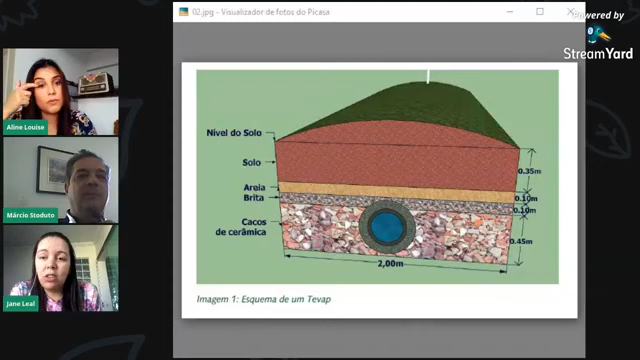 02.jpg - Visualizador de fotos do Picasa
Powered by
StreamYard
Aline Louise
Márcio Stoduto
Jane Leal
Nível do Solo
Solo
Areia
Brita
Cacos
de cerâmica
0.35m
0.10m
0.10m
0.45m
2,00m
Imagem 1: Esquema de um Tevap